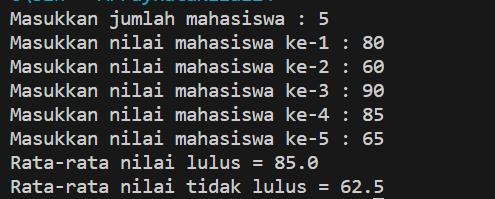 Masukkan jumlah mahasiswa : 5
Masukkan nilai mahasiswa ke-1 : 80
Masukkan nilai mahasiswa ke-2 : 60
Masukkan nilai mahasiswa ke-3 : 90
Masukkan nilai mahasiswa ke-4 : 85
Masukkan nilai mahasiswa ke-5 : 65
Rata-rata nilai lulus = 85.0
Rata-rata nilai tidak lulus = 62.5